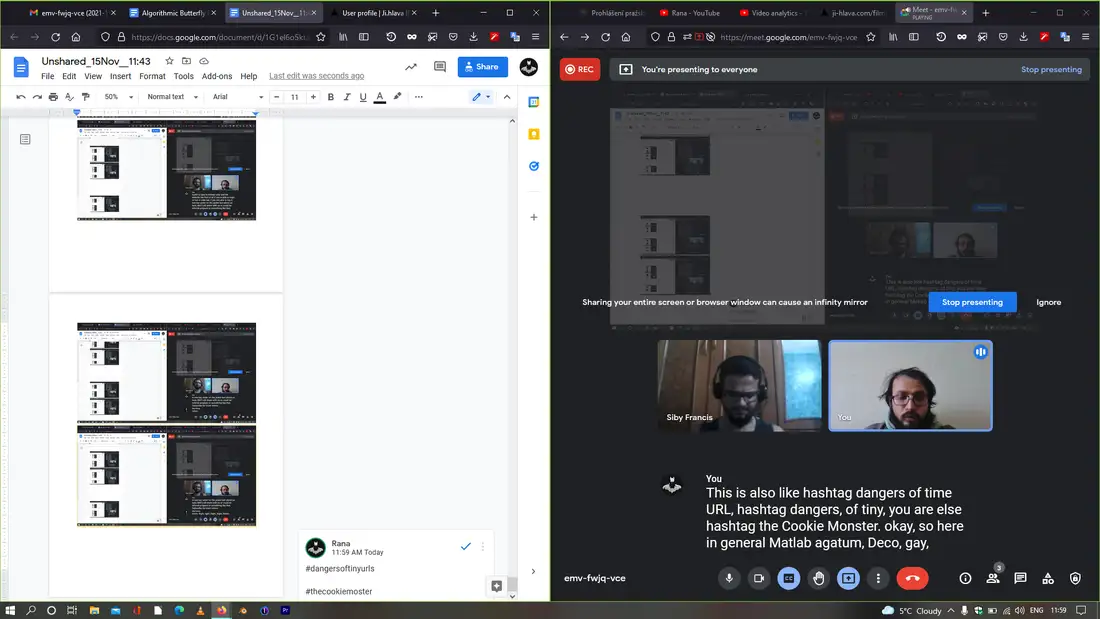 emv-fwjq-vce (2021-
Algorithmic Butterfly
Unshared_15Nov__11:43
User profile | Ji.hlava
https://docs.google.com/document/d/1G1el6o5kt
Unshared_15Nov__11:43
File Edit View Insert Format Tools Add-ons Help
Last edit was seconds ago
Share
50%
Normal text
Arial
11
B I U A
Rana
11:59 AM Today
#dangersoftinyurls
#thecookiemoster
Prohlášení pražsk
Rana - YouTube
Video analytics -
ji-hlava.com/film
Meet - emv-f
PLAYING
https://meet.google.com/emv-fwjq-vce
REC
You're presenting to everyone
Stop presenting
Sharing your entire screen or browser window can cause an infinity mirror
Stop presenting
Ignore
Siby Francis
You
You
This is also like hashtag dangers of time
URL, hashtag dangers, of tiny, you are else
hashtag the Cookie Monster. okay, so here
in general Matlab agatum, Deco, gay,
emv-fwjq-vce
3
5°C Cloudy
ENG
11:59